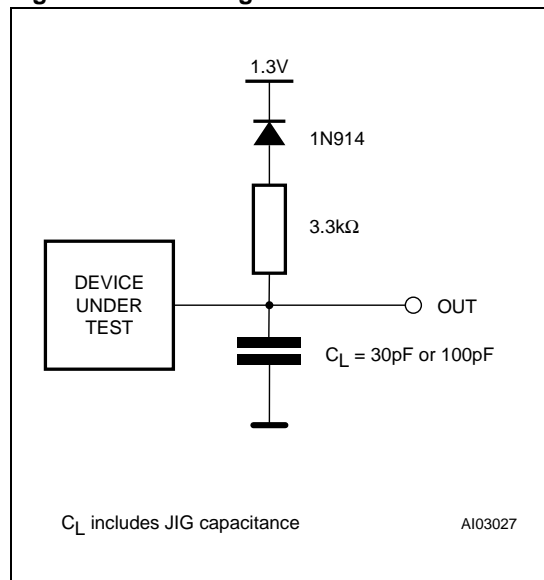 1.3V
1N914
3.3kΩ
DEVICE
UNDER
TEST
OUT
CL = 30pF or 100pF
CL includes JIG capacitance
AI03027